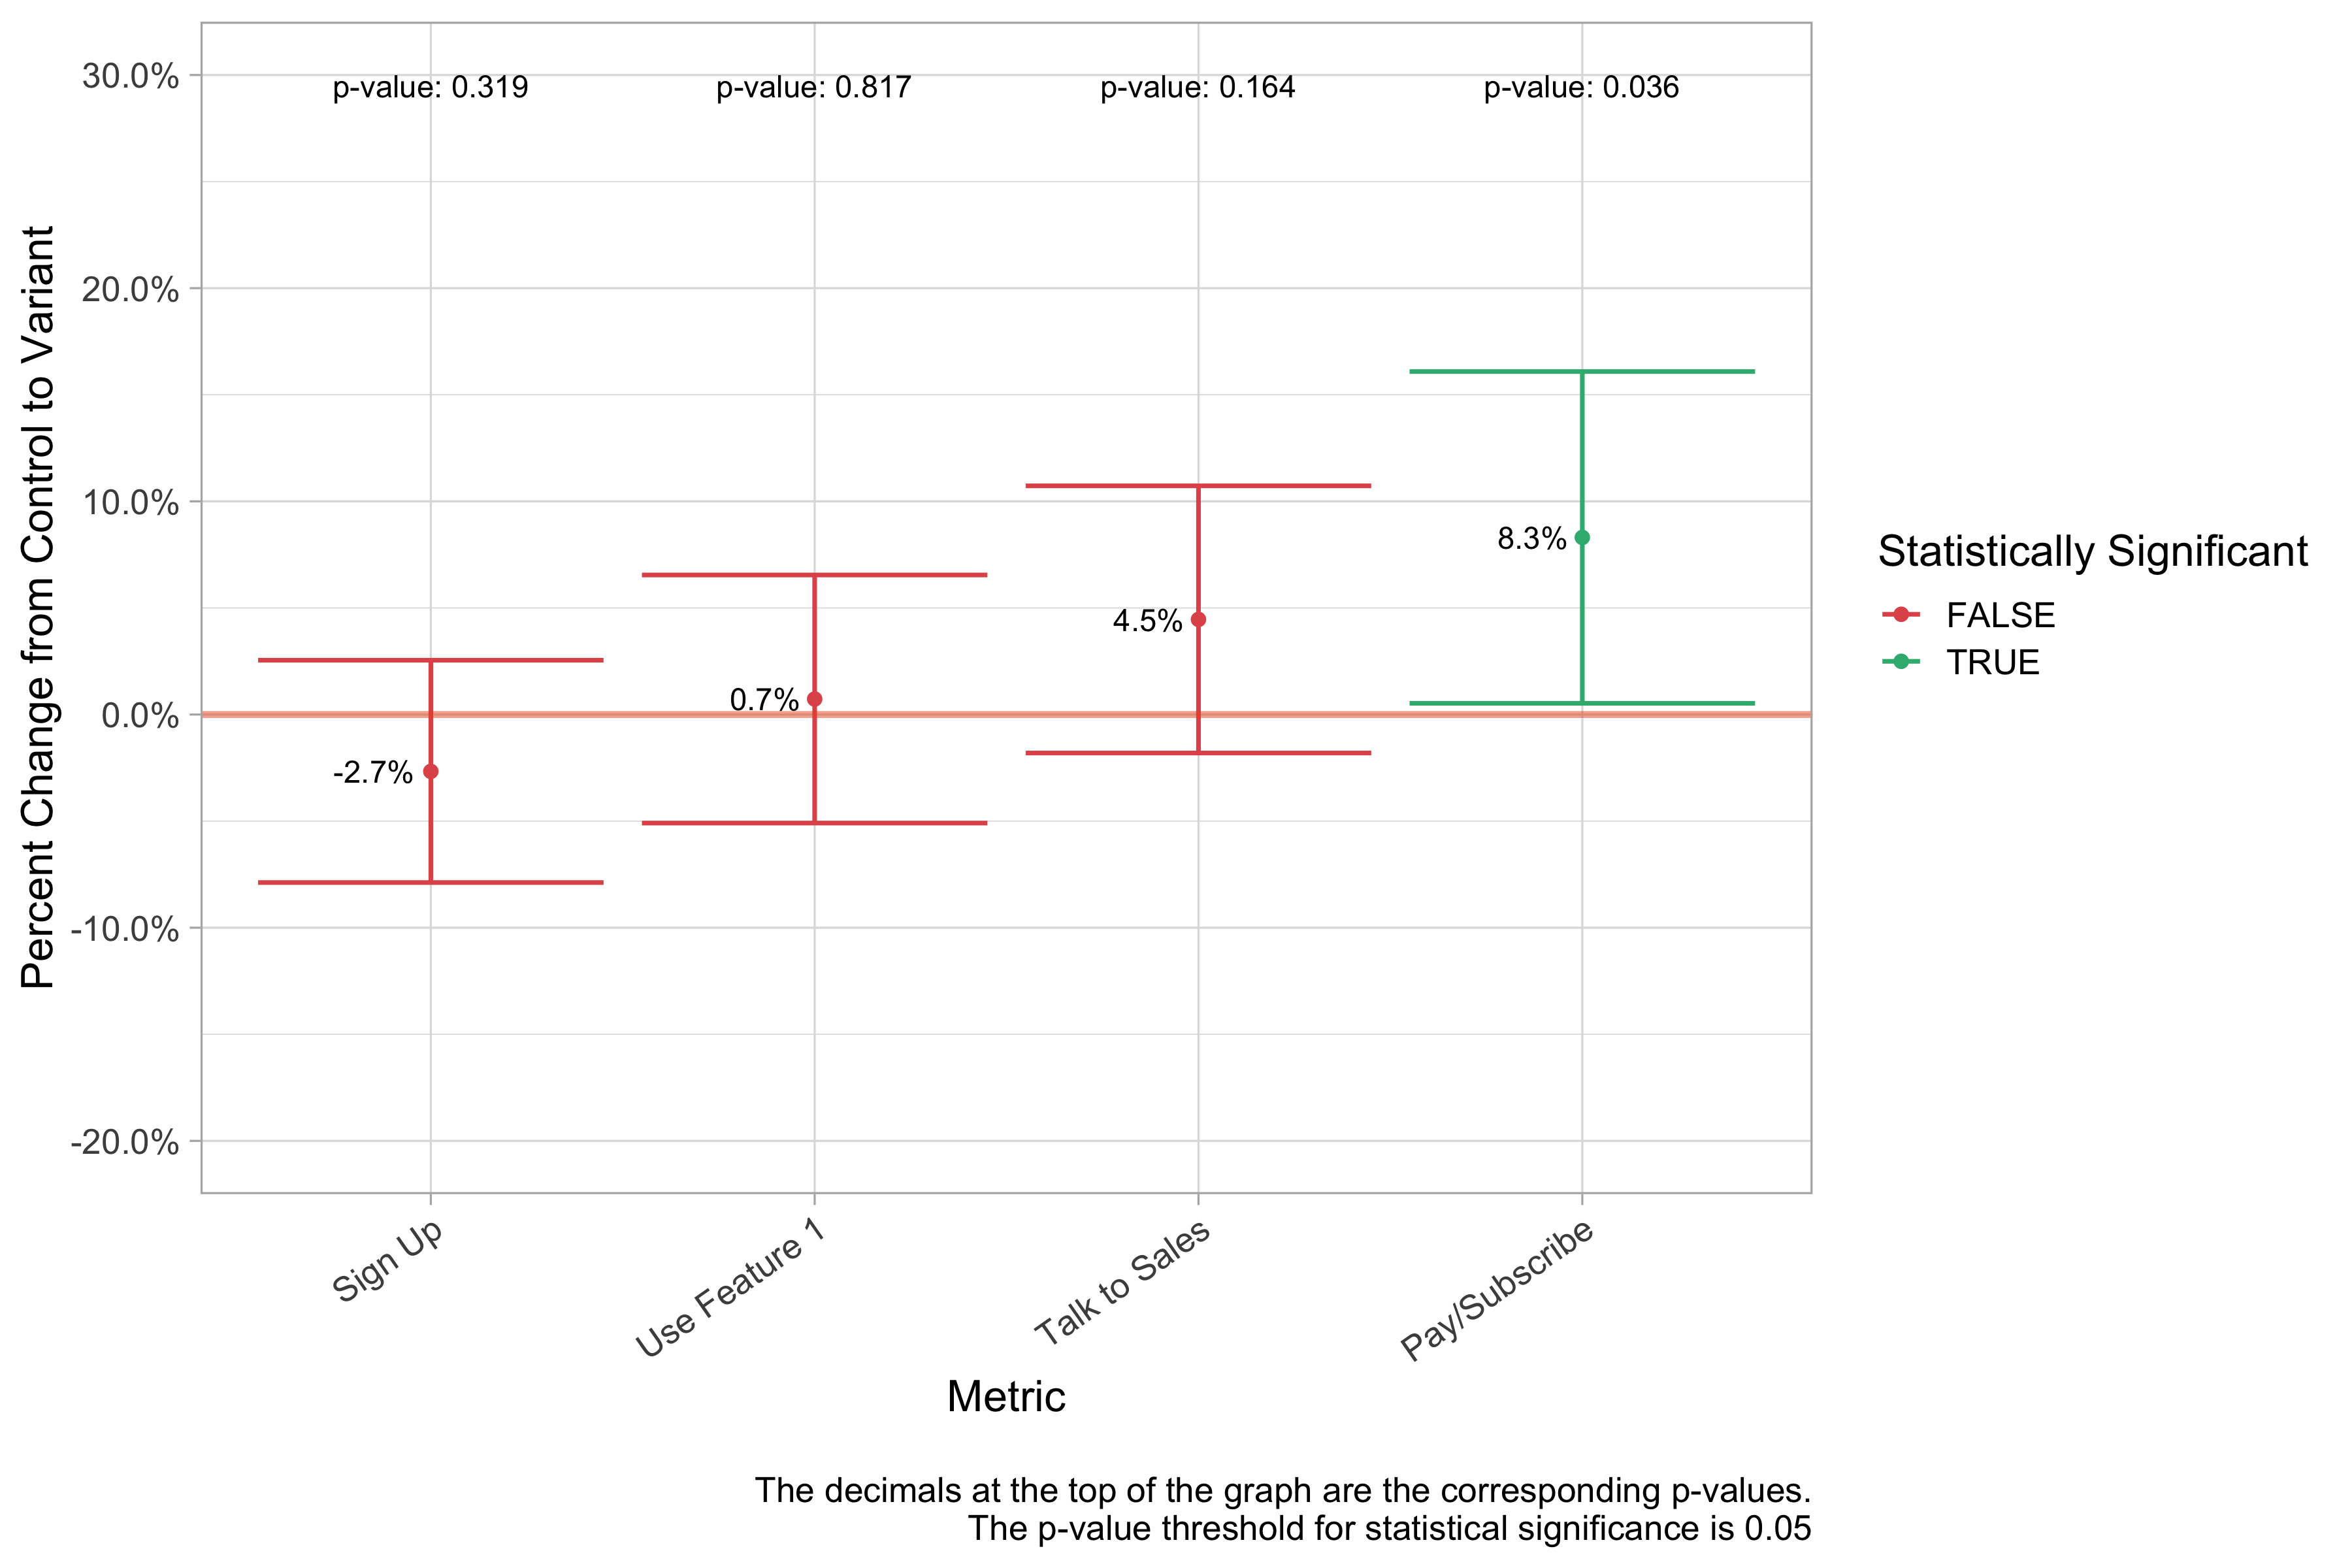 30.0%
p-value: 0.319
p-value: 0.817
p-value: 0.164
p-value: 0.036
20.0%
10.0%
0.0%
-10.0%
-20.0%
Percent Change from Control to Variant
-2.7%
0.7%
4.5%
8.3%
Sign Up
Use Feature 1
Talk to Sales
Pay/Subscribe
Metric
Statistically Significant
FALSE
TRUE
The decimals at the top of the graph are the corresponding p-values.
The p-value threshold for statistical significance is 0.05